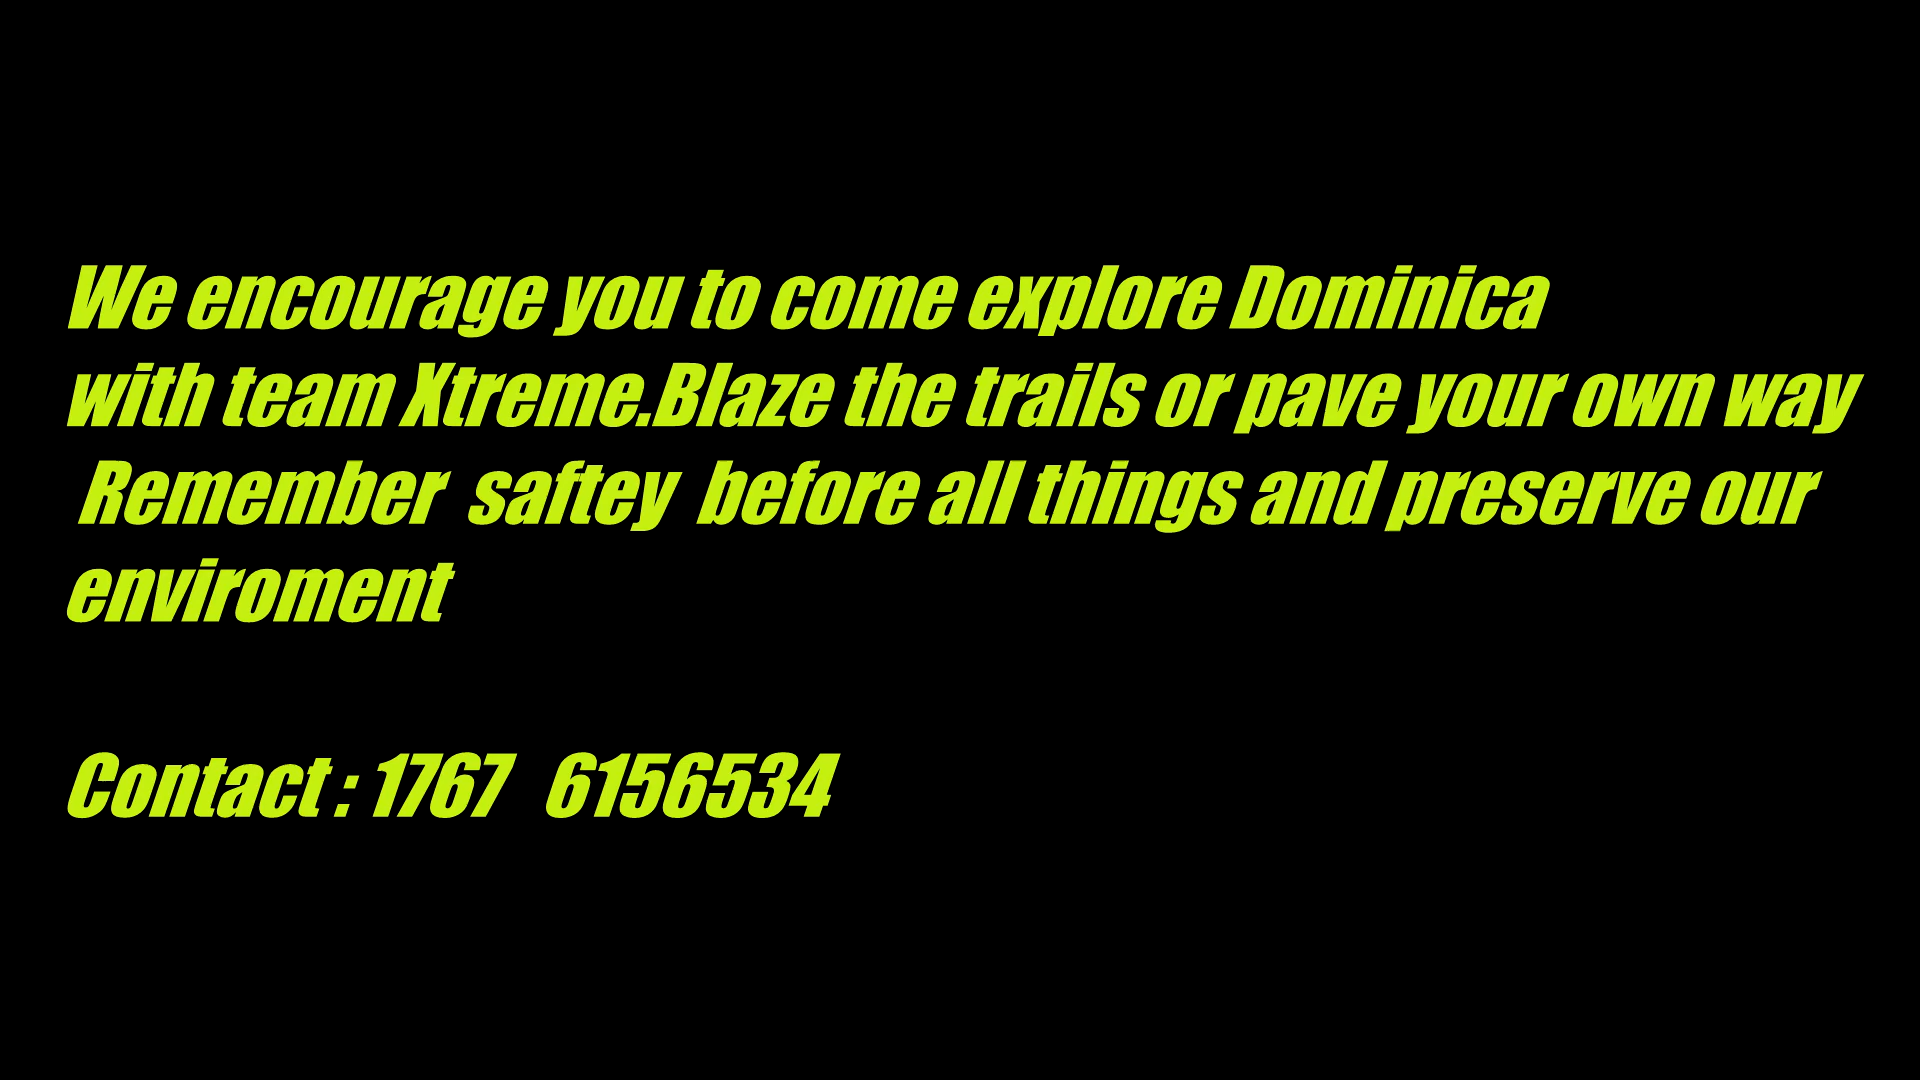 We encourage you to come explore Dominica
with team Xtreme.Blaze the trails or pave your own way
Remember saftey before all things and preserve our
enviroment
Contact : 1767 6156534